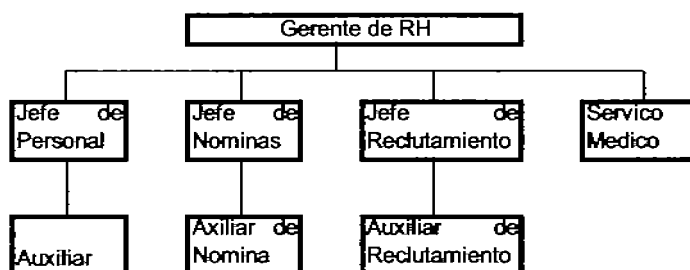 Gerente de RH
Jefe de
Personal
Jefe de
Nominas
Jefe de
Reclutamiento
Servico
Medico
Auxiliar
Axiliar de
Nomina
Auxiliar de
Reclutamiento